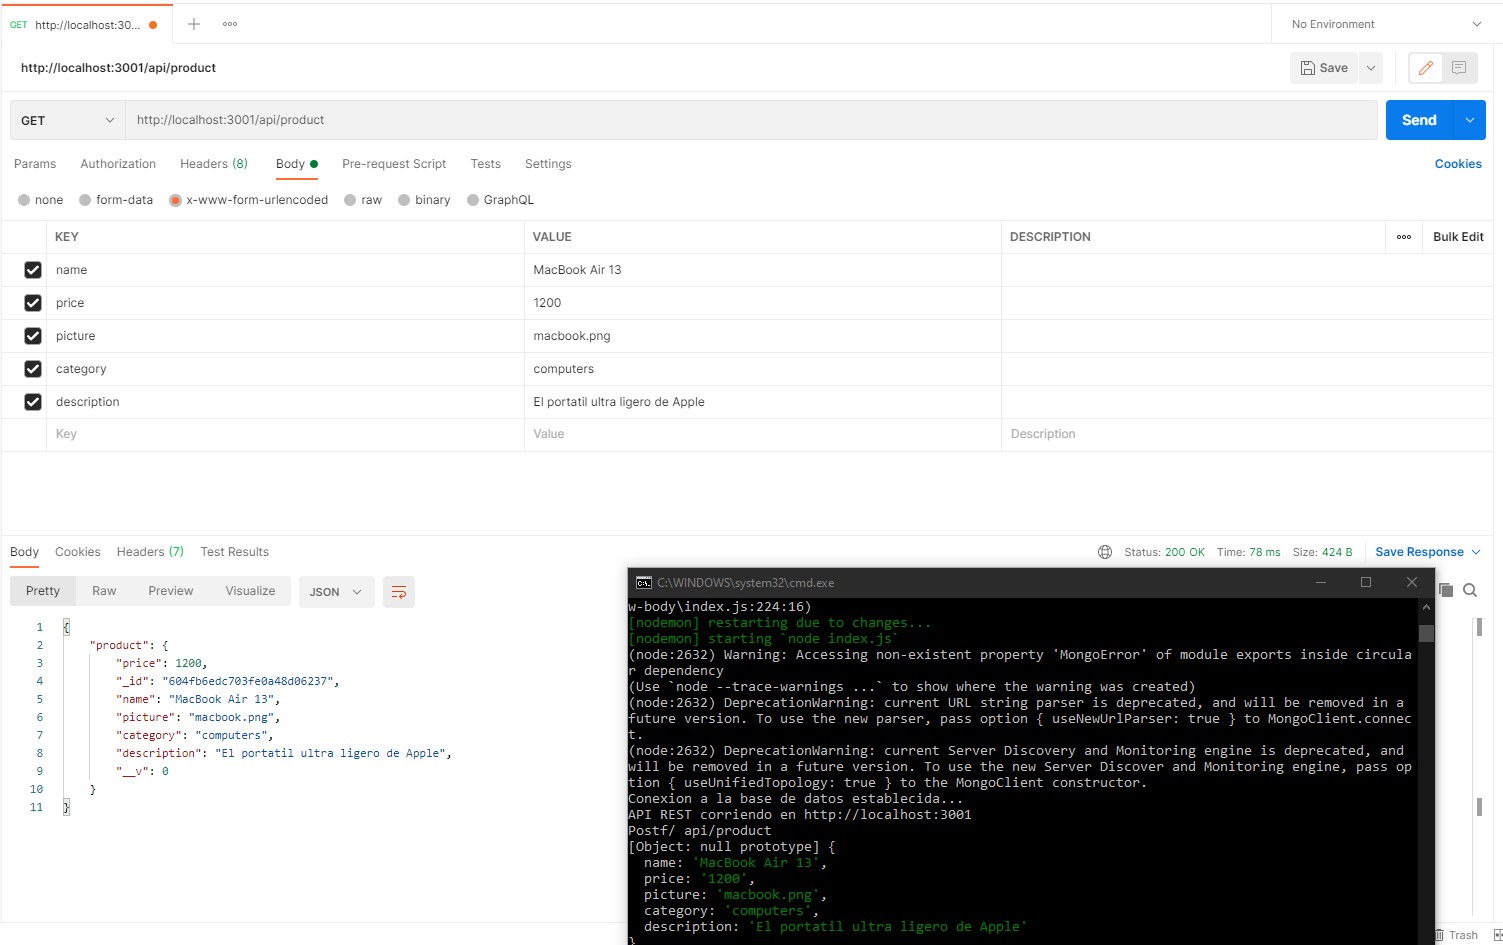 GET http://localhost:30...
No Environment
http://localhost:3001/api/product
Save
GET http://localhost:3001/api/product Send
Params Authorization Headers (8) Body Pre-request Script Tests Settings Cookies
none form-data x-www-form-urlencoded raw binary GraphQL
KEY VALUE DESCRIPTION Bulk Edit
name MacBook Air 13
price 1200
picture macbook.png
category computers
description El portatil ultra ligero de Apple
Key Value Description
Body Cookies Headers (7) Test Results Status: 200 OK Time: 78 ms Size: 424 B Save Response
Pretty Raw Preview Visualize JSON
1 {
2 "product": {
3 "price": 1200,
4 "_id": "604fb6edc703fe0a48d06237",
5 "name": "MacBook Air 13",
6 "picture": "macbook.png",
7 "category": "computers",
8 "description": "El portatil ultra ligero de Apple",
9 "__v": 0
10 }
11 }
C:\WINDOWS\system32\cmd.exe
w-body\index.js:224:16)
[nodemon] restarting due to changes...
[nodemon] starting `node index.js`
(node:2632) Warning: Accessing non-existent property 'MongoError' of module exports inside circula
r dependency
(Use `node --trace-warnings ...` to show where the warning was created)
(node:2632) DeprecationWarning: current URL string parser is deprecated, and will be removed in a
future version. To use the new parser, pass option { useNewUrlParser: true } to MongoClient.connec
t.
(node:2632) DeprecationWarning: current Server Discovery and Monitoring engine is deprecated, and
will be removed in a future version. To use the new Server Discover and Monitoring engine, pass op
tion { useUnifiedTopology: true } to the MongoClient constructor.
Conexion a la base de datos establecida...
API REST corriendo en http://localhost:3001
Postf/ api/product
[Object: null prototype] {
name: 'MacBook Air 13',
price: '1200',
picture: 'macbook.png',
category: 'computers',
description: 'El portatil ultra ligero de Apple'
}
Trash